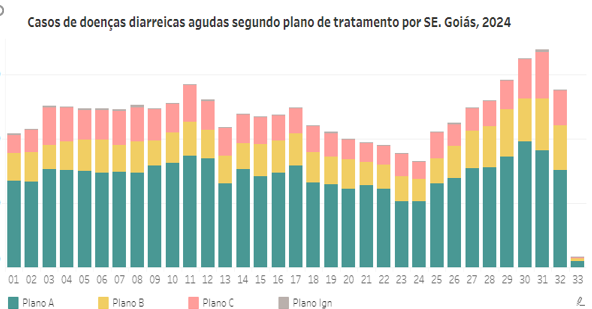 Casos de doenças diarreicas agudas segundo plano de tratamento por SE. Goiás, 2024
01 02 03 04 05 06 07 08 09 10 11 12 13 14 15 16 17 18 19 20 21 22 23 24 25 26 27 28 29 30 31 32 33
Plano A Plano B Plano C Plano Ign